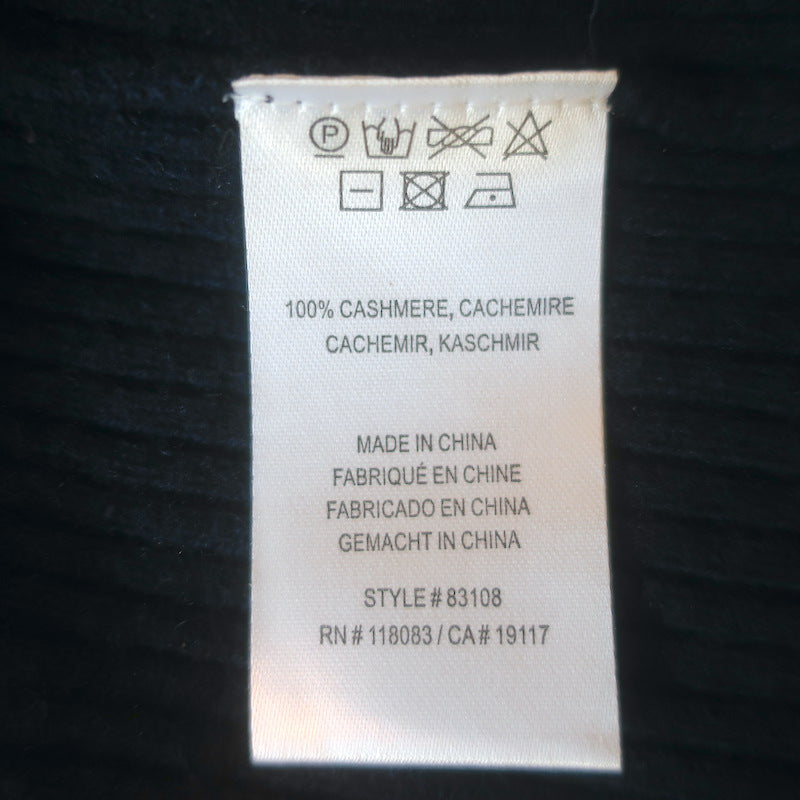 P
100% CASHMERE, CACHEMIRE
CACHEMIR, KASCHMIR
MADE IN CHINA
FABRIQUÉ EN CHINE
FABRICADO EN CHINA
GEMACHT IN CHINA
STYLE # 83108
RN # 118083 / CA # 19117